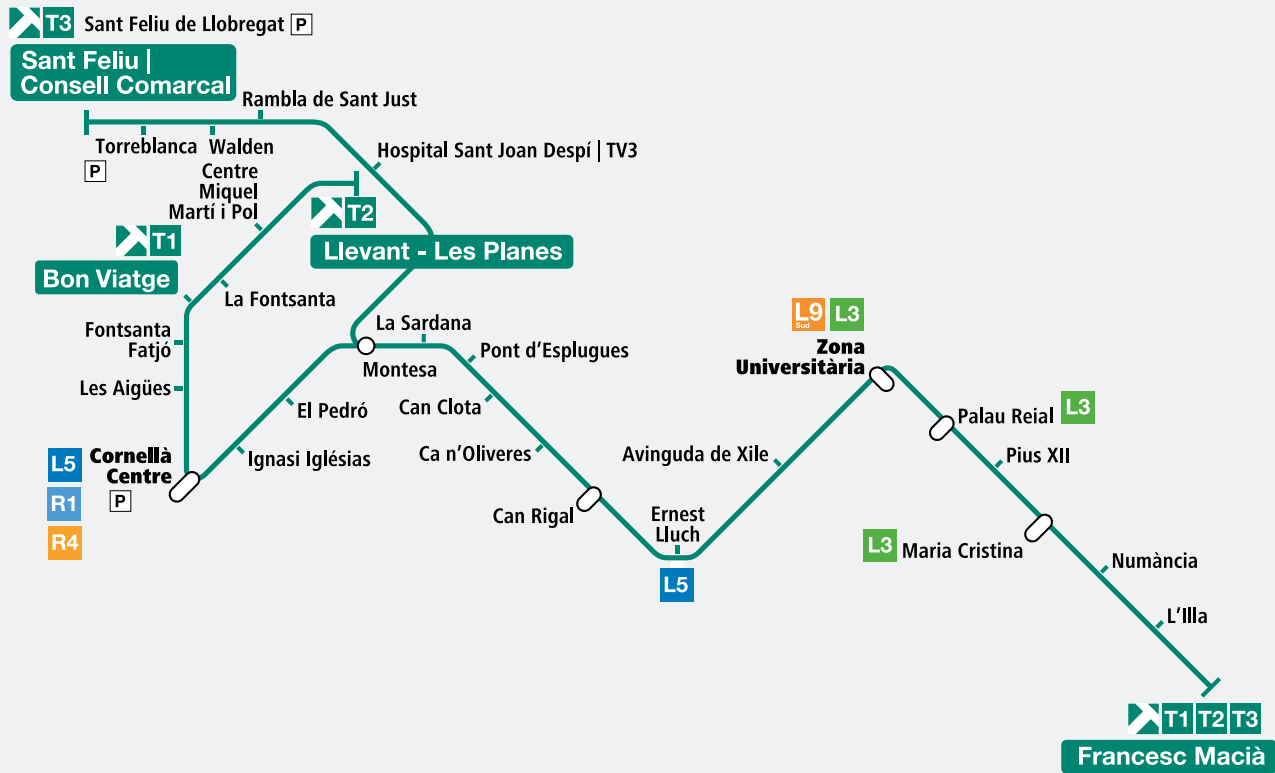 T3 Sant Feliu de Llobregat P
Sant Feliu |
Consell Comarcal
Rambla de Sant Just
Torreblanca
Walden
P
Hospital Sant Joan Despí | TV3
Centre
Miquel
Martí i Pol
T2
Llevant - Les Planes
T1
Bon Viatge
La Fontsanta
Fontsanta
Fatjó
Les Aigües
L5
R1
R4
Cornellà
Centre
P
Ignasi Iglésias
El Pedró
Montesa
La Sardana
Pont d'Esplugues
Can Clota
Ca n'Oliveres
Can Rigal
Ernest
Lluch
L5
Avinguda de Xile
L9 L3
Sud
Zona
Universitària
Palau Reial L3
Pius XII
L3 Maria Cristina
Numància
L'Illa
T1 T2 T3
Francesc Macià